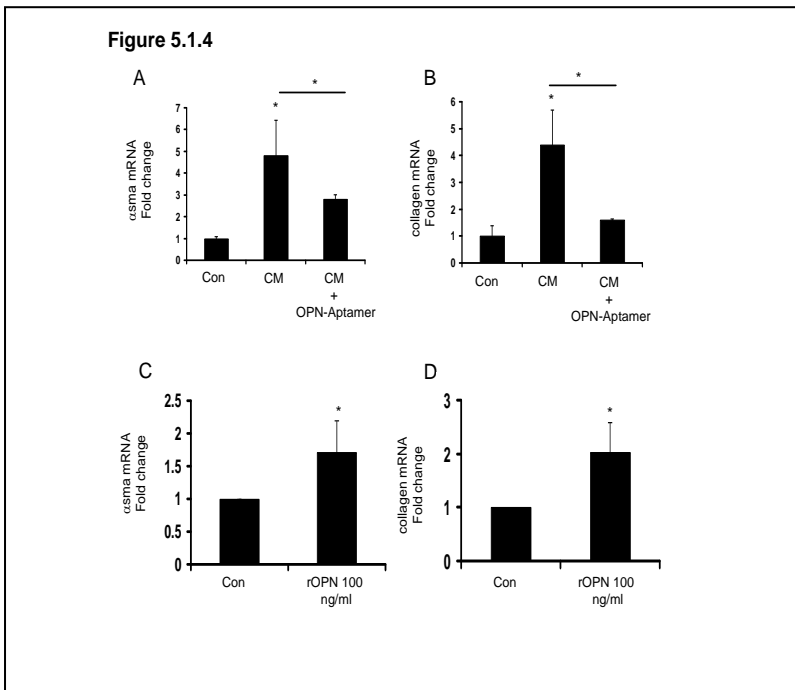 Figure 5.1.4
A
*
*
αsma mRNA
Fold change
7
6
5
4
3
2
1
0
Con
CM
CM
+
OPN-Aptamer
B
*
*
collagen mRNA
Fold change
6
5
4
3
2
1
0
Con
CM
CM
+
OPN-Aptamer
C
*
αsma mRNA
Fold change
2.5
2
1.5
1
0.5
0
Con
rOPN 100
ng/ml
D
*
collagen mRNA
Fold change
3
2
1
0
Con
rOPN 100
ng/ml